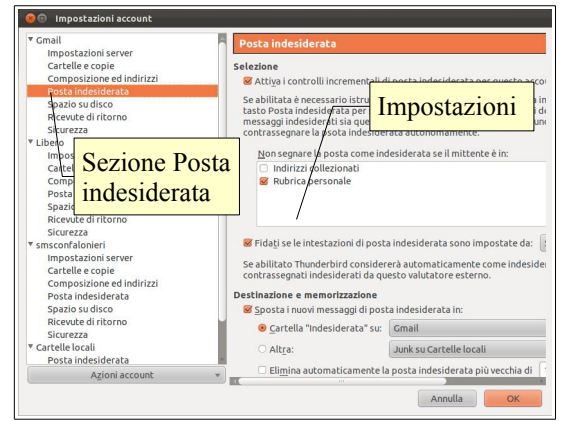 Impostazioni account
Gmail
Impostazioni server
Cartelle e copie
Composizione ed indirizzi
Posta indesiderata
Spazio su disco
Ricevute di ritorno
Sicurezza
Libero
Impos
Cartel
Comp
Posta
Spazio
Ricevute di ritorno
Sicurezza
smsconfalonieri
Impostazioni server
Cartelle e copie
Composizione ed indirizzi
Posta indesiderata
Spazio su disco
Ricevute di ritorno
Sicurezza
Cartelle locali
Posta indesiderata
Azioni account
Sezione Posta
indesiderata
Posta indesiderata
Selezione
Attiva i controlli incrementali di posta indesiderata per questo accou
Se abilitata è necessario istru
tasto Posta indesiderata per
messaggi indesiderati sia que
contrassegnare la psota indesiderata autonomamente.
Impostazioni
Non segnare la posta come indesiderata se il mittente è in:
Indirizzi collezionati
Rubrica personale
Fidati se le intestazioni di posta indesiderata sono impostate da:
Se abilitato Thunderbird considererà automaticamente come indeside
contrassegnati indesiderati da questo valutatore esterno.
Destinazione e memorizzazione
Sposta i nuovi messaggi di posta indesiderata in:
Cartella "Indesiderata" su: Gmail
Altra: Junk su Cartelle locali
Elimina automaticamente la posta indesiderata più vecchia di
Annulla OK